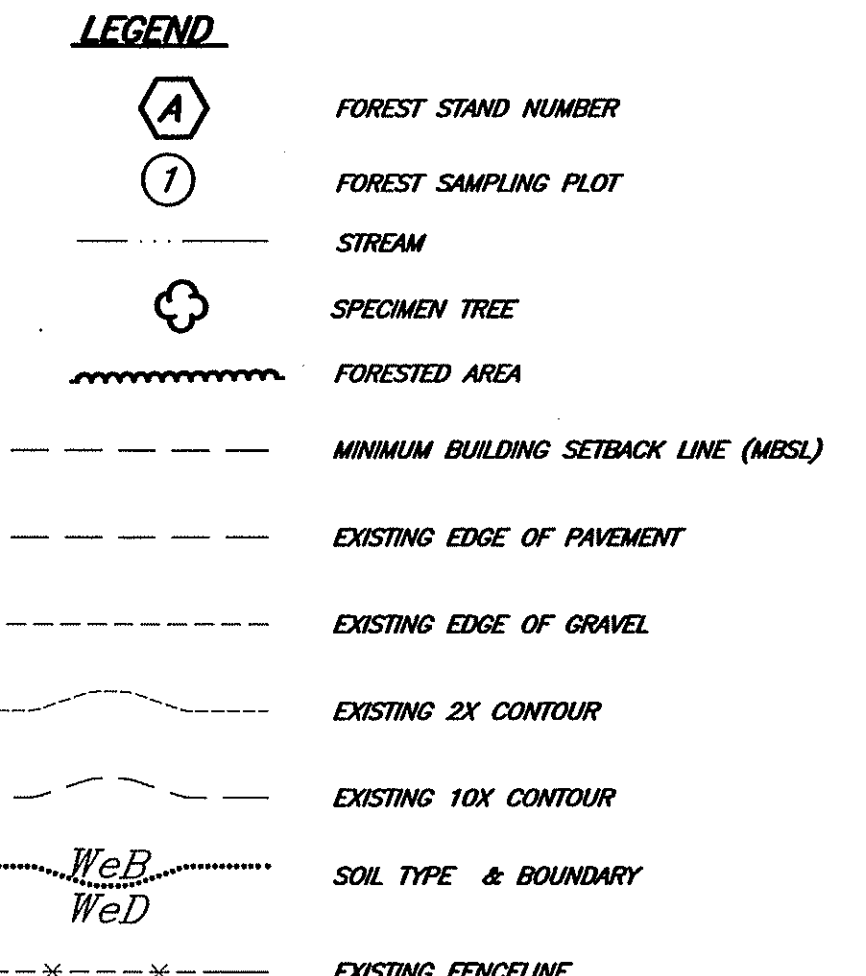 LEGEND
A FOREST STAND NUMBER
1 FOREST SAMPLING PLOT
STREAM
SPECIMEN TREE
FORESTED AREA
MINIMUM BUILDING SETBACK LINE (MBSL)
EXISTING EDGE OF PAVEMENT
EXISTING EDGE OF GRAVEL
EXISTING 2X CONTOUR
EXISTING 10X CONTOUR
WeB
SOIL TYPE & BOUNDARY
WeD
EXISTING FENCELINE